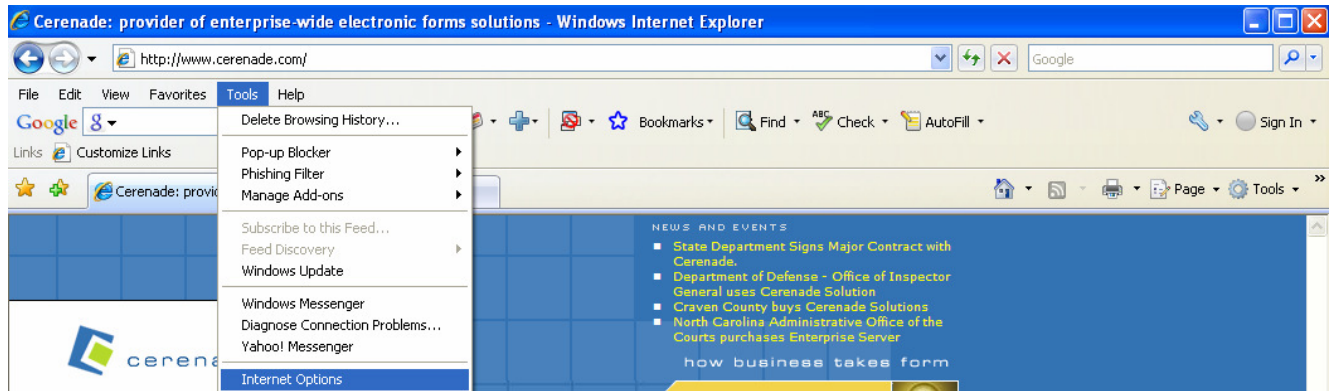 Cerenade: provider of enterprise-wide electronic forms solutions - Windows Internet Explorer
http://www.cerenade.com/
Google
File Edit View Favorites Tools Help
Google
Bookmarks Find ABC Check AutoFill Sign In
Links Customize Links
Cerenade: provi
Page Tools
Delete Browsing History...
Pop-up Blocker
Phishing Filter
Manage Add-ons
Subscribe to this Feed...
Feed Discovery
Windows Update
Windows Messenger
Diagnose Connection Problems...
Yahoo! Messenger
Internet Options
NEWS AND EVENTS
State Department Signs Major Contract with
Cerenade.
Department of Defense - Office of Inspector
General uses Cerenade Solution
Craven County buys Cerenade Solutions
North Carolina Administrative Office of the
Courts purchases Enterprise Server
how business takes form
cerena